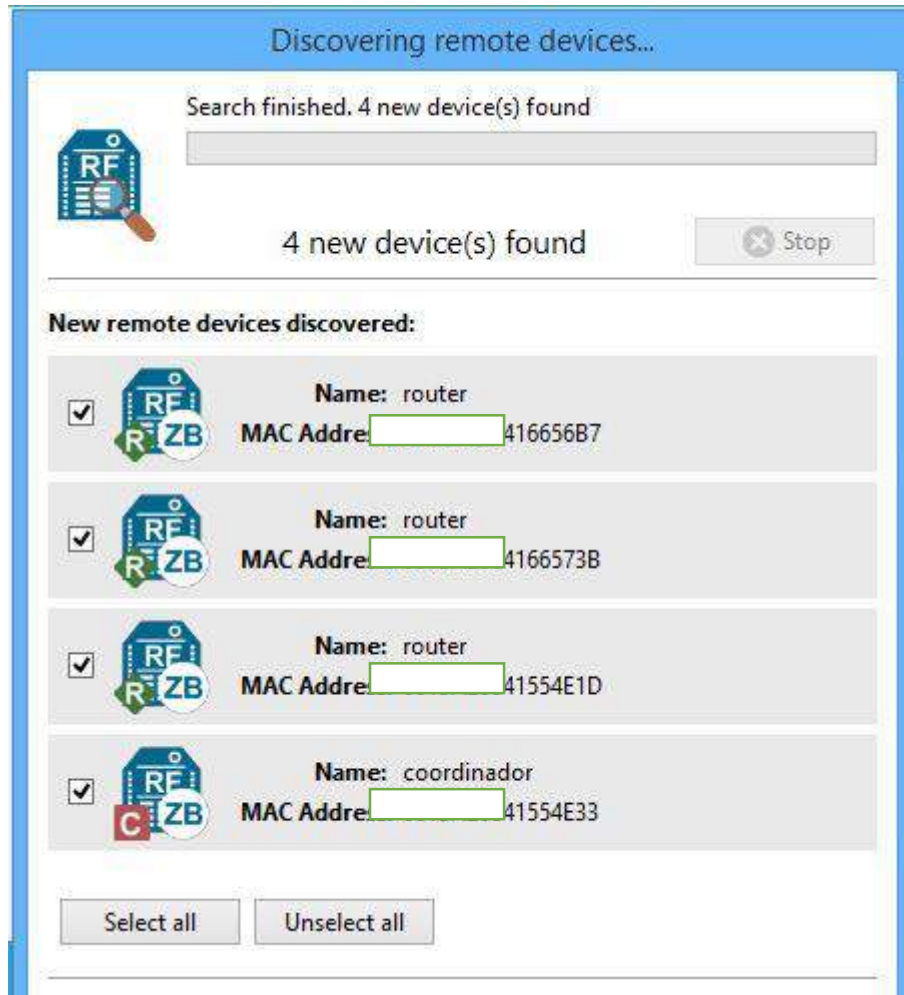 Discovering remote devices...
Search finished. 4 new device(s) found
RF
4 new device(s) found
Stop
New remote devices discovered:
RF
R ZB
Name: router
MAC Addre 416656B7
RF
R ZB
Name: router
MAC Addre 4166573B
RF
R ZB
Name: router
MAC Addre 41554E1D
RF
C ZB
Name: coordinador
MAC Addre 41554E33
Select all
Unselect all